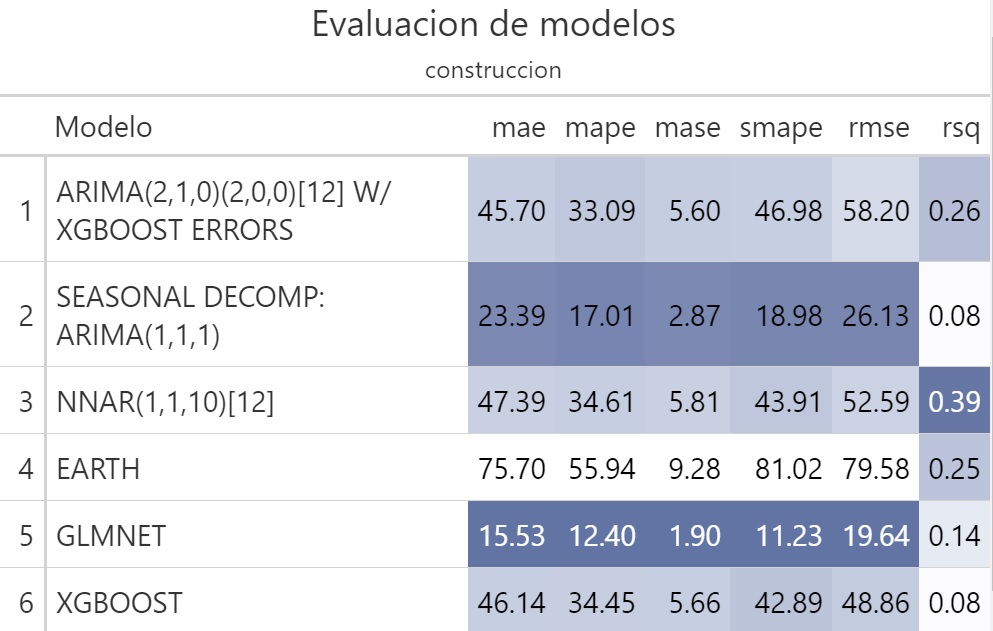 Evaluacion de modelos
construccion
Modelo mae mape mase smape rmse rsq
1 ARIMA(2,1,0)(2,0,0)[12] W/
XGBOOST ERRORS 45.70 33.09 5.60 46.98 58.20 0.26
2 SEASONAL DECOMP:
ARIMA(1,1,1) 23.39 17.01 2.87 18.98 26.13 0.08
3 NNAR(1,1,10)[12] 47.39 34.61 5.81 43.91 52.59 0.39
4 EARTH 75.70 55.94 9.28 81.02 79.58 0.25
5 GLMNET 15.53 12.40 1.90 11.23 19.64 0.14
6 XGBOOST 46.14 34.45 5.66 42.89 48.86 0.08